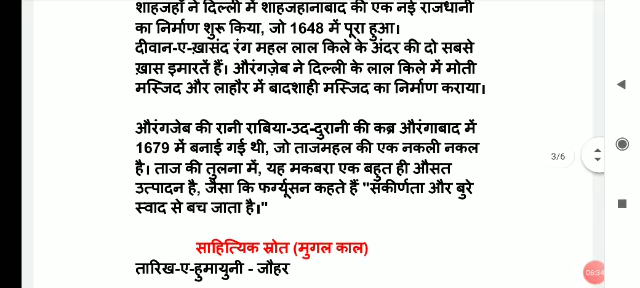 शाहजहाँ ने दिल्ली में शाहजहानाबाद की एक नई राजधानी
का निर्माण शुरू किया, जो 1648 में पूरा हुआ।
दीवान-ए-ख़ासंद रंग महल लाल किले के अंदर की दो सबसे
ख़ास इमारतें हैं। औरंगज़ेब ने दिल्ली के लाल किले में मोती
मस्जिद और लाहौर में बादशाही मस्जिद का निर्माण कराया।
औरंगजेब की रानी राबिया-उद-दुरानी की कब्र औरंगाबाद में
1679 में बनाई गई थी, जो ताजमहल की एक नकली नकल
है। ताज की तुलना में, यह मकबरा एक बहुत ही औसत
उत्पादन है, जैसा कि फर्ग्यूसन कहते हैं "संकीर्णता और बुरे
स्वाद से बच जाता है।"
साहित्यिक स्रोत (मुगल काल)
तारिख-ए-हुमायुनी - जौहर
3/6
06:34